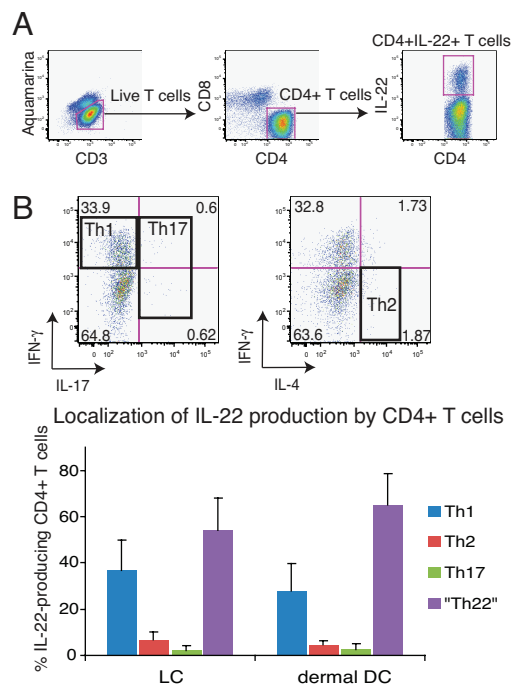 A
CD4+IL-22+ T cells
Aquamarina
Live T cells
CD8
CD4+ T cells
IL-22
CD3
CD4
CD4
B
33.9
0.6
Th1
Th17
64.8
0.62
IFN-γ
IL-17
32.8
1.73
Th2
63.6
1.87
IFN-γ
IL-4
Localization of IL-22 production by CD4+ T cells
% IL-22-producing CD4+ T cells
80
60
40
20
0
LC
dermal DC
Th1
Th2
Th17
"Th22"